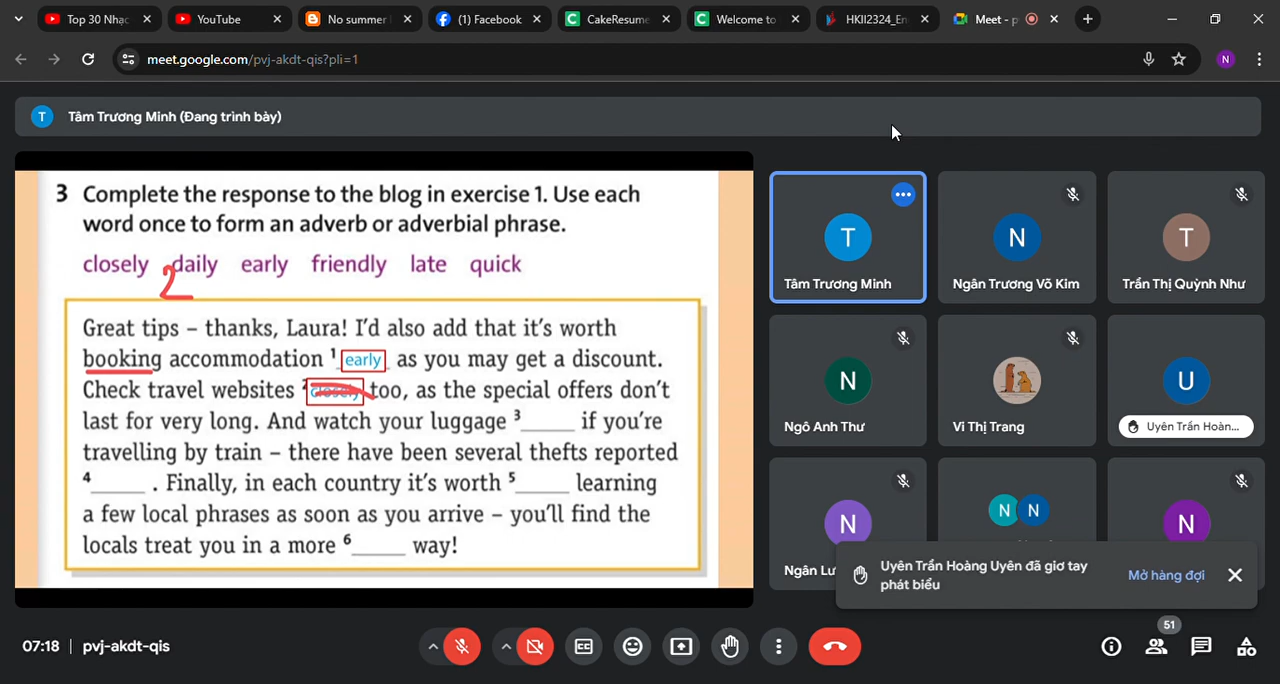 Top 30 Nhạc
YouTube
No summer
(1) Facebook
CakeResume
Welcome to
HKII2324_En
Meet - p
meet.google.com/pvj-akdt-qis?pli=1
N
T
Tâm Trương Minh (Đang trình bày)
3 Complete the response to the blog in exercise 1. Use each
word once to form an adverb or adverbial phrase.
closely daily early friendly late quick
2
Great tips – thanks, Laura! I'd also add that it's worth
booking accommodation 1 early as you may get a discount.
Check travel websites 2 closely too, as the special offers don't
last for very long. And watch your luggage 3_____ if you're
travelling by train – there have been several thefts reported
4_____ . Finally, in each country it's worth 5_____ learning
a few local phrases as soon as you arrive – you'll find the
locals treat you in a more 6_____ way!
T
Tâm Trương Minh
N
Ngân Trương Võ Kim
T
Trần Thị Quỳnh Như
N
Ngô Anh Thư
Vi Thị Trang
U
Uyên Trần Hoàn...
N
Ngân Lư
N N
N
Uyên Trần Hoàng Uyên đã giơ tay
phát biểu
Mở hàng đợi
07:18 | pvj-akdt-qis
51